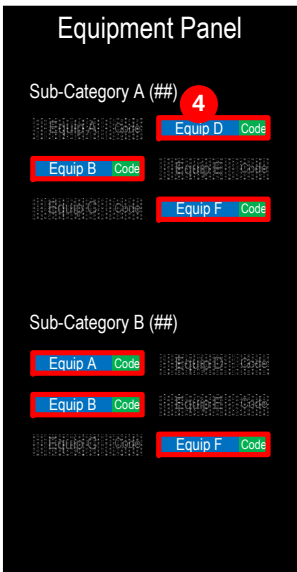 Equipment Panel
Sub-Category A (##)
4
Equip A Code Equip D Code
Equip B Code Equip E Code
Equip C Code Equip F Code
Sub-Category B (##)
Equip A Code Equip D Code
Equip B Code Equip E Code
Equip C Code Equip F Code